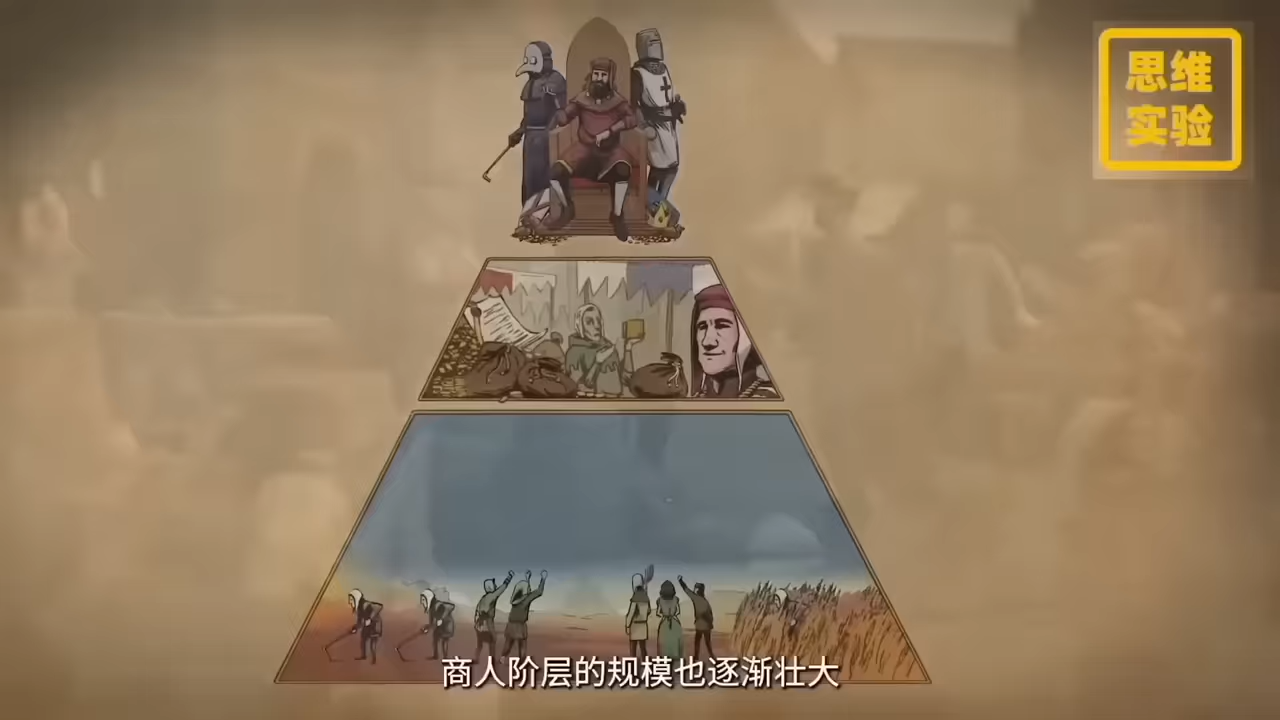 思维
实验
商人阶层的规模也逐渐壮大